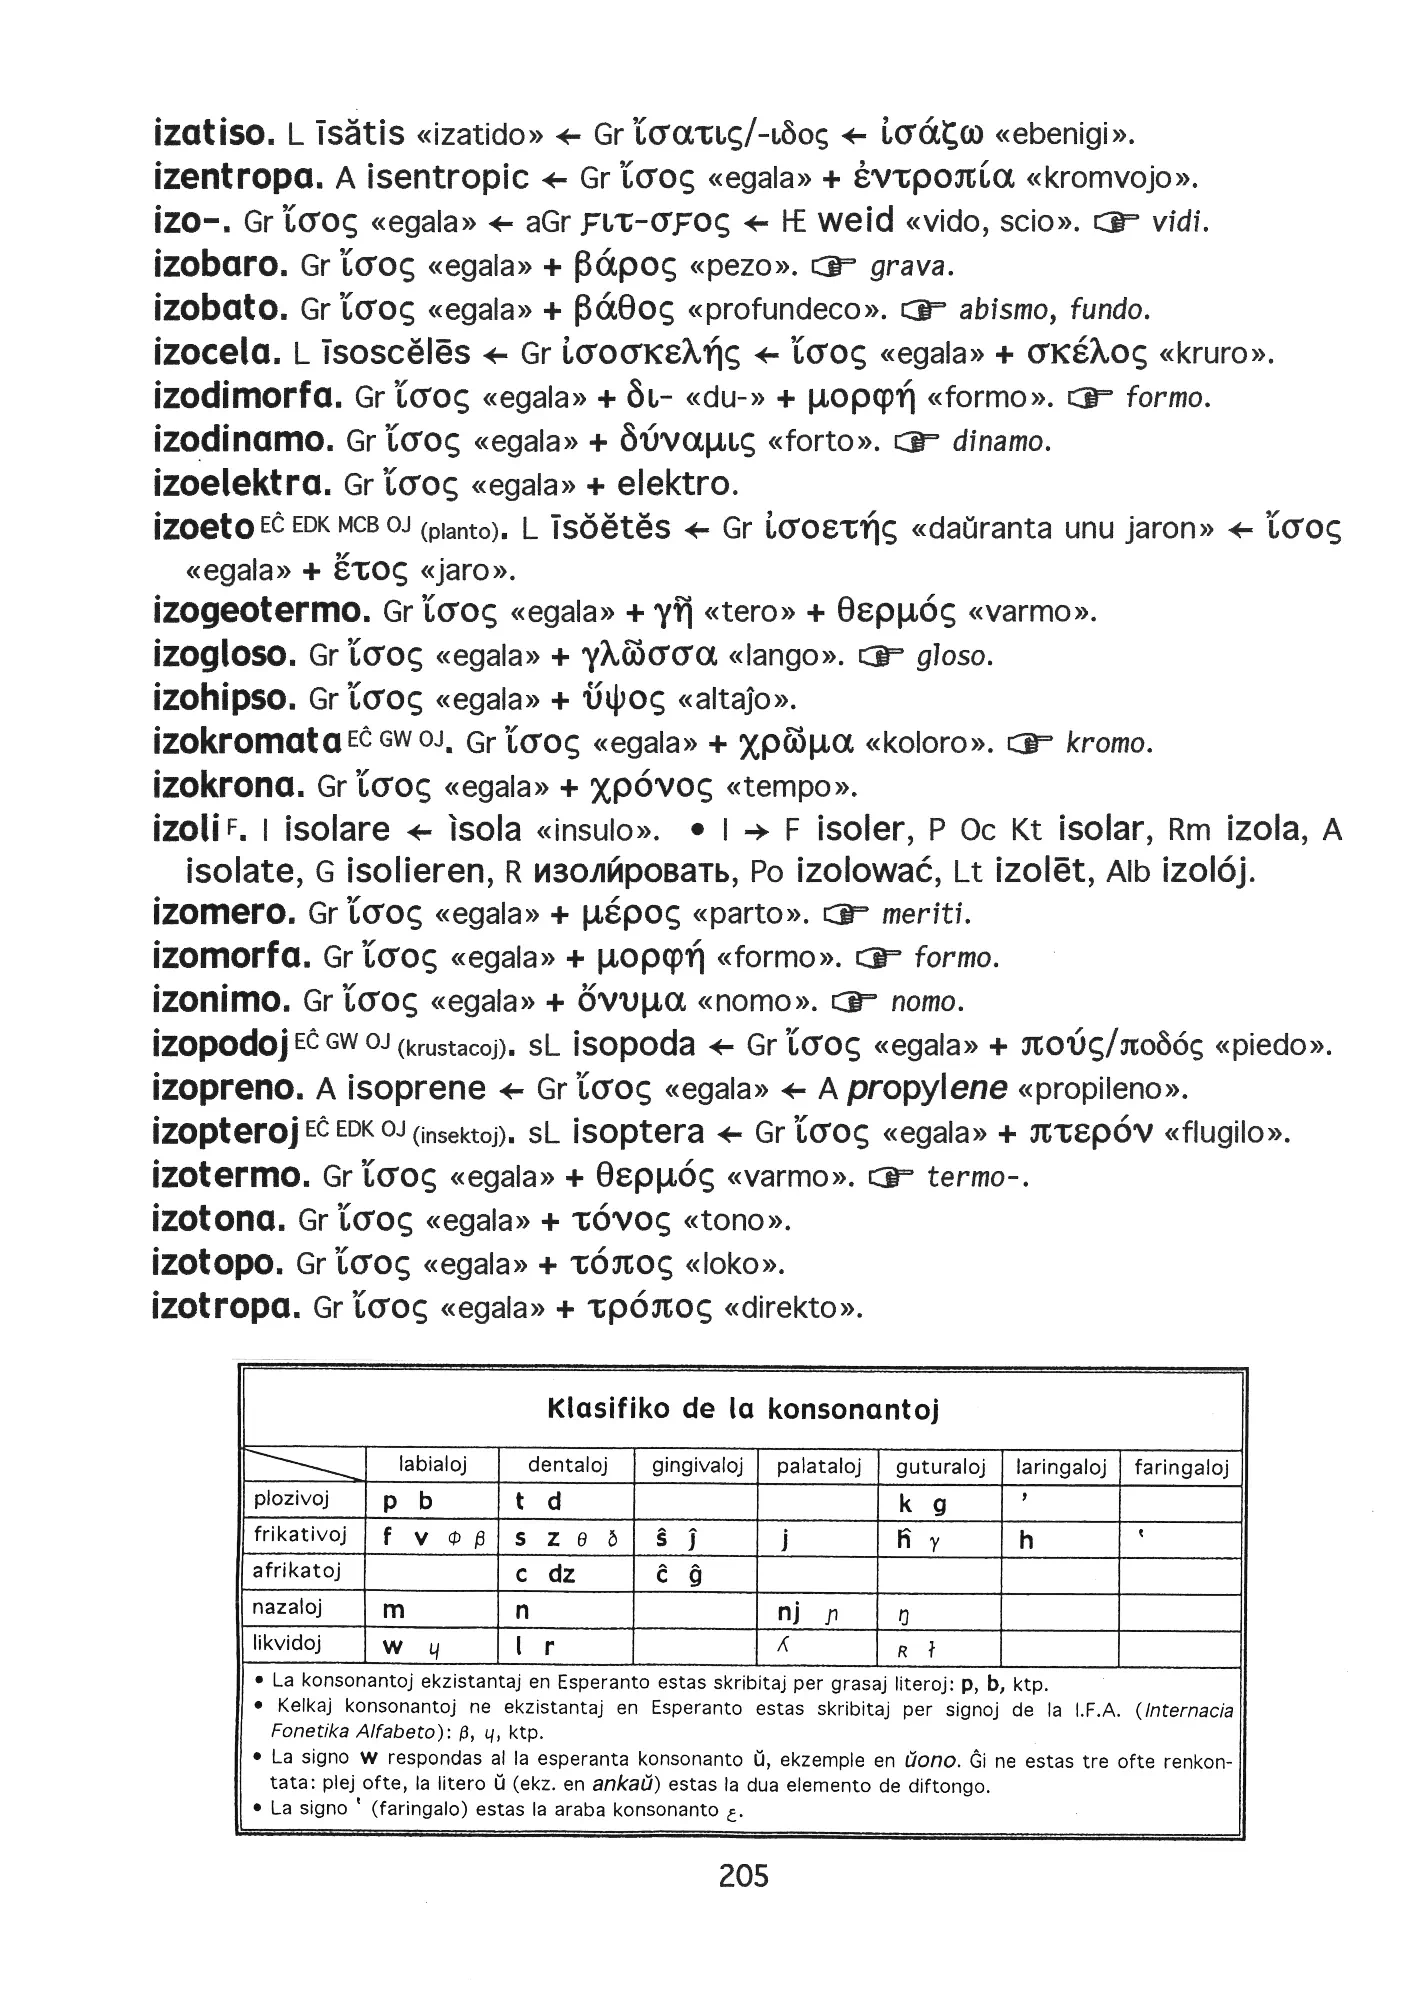 izatiso. L īsătis «izatido» ← Gr ἴσατις/-ιδος ← ἰσάζω «ebenigi».
izentropa. A isentropic ← Gr ἴσος «egala» + ἐντροπία «kromvojo».
izo-. Gr ἴσος «egala» ← aGr ϝιτ-σϝος ← IE weid «vido, scio». ☞ vidi.
izobaro. Gr ἴσος «egala» + βάρος «pezo». ☞ grava.
izobato. Gr ἴσος «egala» + βάθος «profundeco». ☞ abismo, fundo.
izocela. L īsoscĕlēs ← Gr ἰσοσκελής ← ἴσος «egala» + σκέλος «kruro».
izodimorfa. Gr ἴσος «egala» + δι- «du-» + μορφή «formo». ☞ formo.
izodinamo. Gr ἴσος «egala» + δύναμις «forto». ☞ dinamo.
izoelektra. Gr ἴσος «egala» + elektro.
izoeto EĈ EDK MCB OJ (planto). L īsŏĕtĕs ← Gr ἰσοετής «daŭranta unu jaron» ← ἴσος
«egala» + ἔτος «jaro».
izogeotermo. Gr ἴσος «egala» + γῆ «tero» + θερμός «varmo».
izogloso. Gr ἴσος «egala» + γλῶσσα «lango». ☞ gloso.
izohipso. Gr ἴσος «egala» + ὕψος «altaĵo».
izokromata EĈ GW OJ. Gr ἴσος «egala» + χρῶμα «koloro». ☞ kromo.
izokrona. Gr ἴσος «egala» + χρόνος «tempo».
izoli F. I isolare ← ìsola «insulo». • I → F isoler, P Oc Kt isolar, Rm izola, A
isolate, G isolieren, R изоли́ровать, Po izolować, Lt izolēt, Alb izolój.
izomero. Gr ἴσος «egala» + μέρος «parto». ☞ meriti.
izomorfa. Gr ἴσος «egala» + μορφή «formo». ☞ formo.
izonimo. Gr ἴσος «egala» + ὄνυμα «nomo». ☞ nomo.
izopodoj EĈ GW OJ (krustacoj). sL isopoda ← Gr ἴσος «egala» + πούς/ποδός «piedo».
izopreno. A isoprene ← Gr ἴσος «egala» ← A propylene «propileno».
izopteroj EĈ EDK OJ (insektoj). sL isoptera ← Gr ἴσος «egala» + πτερόν «flugilo».
izotermo. Gr ἴσος «egala» + θερμός «varmo». ☞ termo-.
izotona. Gr ἴσος «egala» + τόνος «tono».
izotopo. Gr ἴσος «egala» + τόπος «loko».
izotropa. Gr ἴσος «egala» + τρόπος «direkto».
Klasifiko de la konsonantoj
labialoj dentaloj gingivaloj palataloj guturaloj laringaloj faringaloj
plozivoj p b t d k g ʼ
frikativoj f v Φ β s z θ ð ŝ ĵ j ĥ γ h ʽ
afrikatoj c dz ĉ ĝ
nazaloj m n nj ɲ ŋ
likvidoj w ɥ l r ʎ ʀ ł
• La konsonantoj ekzistantaj en Esperanto estas skribitaj per grasaj literoj: p, b, ktp.
• Kelkaj konsonantoj ne ekzistantaj en Esperanto estas skribitaj per signoj de la I.F.A. (Internacia
Fonetika Alfabeto): β, ɥ, ktp.
• La signo w respondas al la esperanta konsonanto ŭ, ekzemple en ŭono. Ĝi ne estas tre ofte renkon-
tata: plej ofte, la litero ŭ (ekz. en ankaŭ) estas la dua elemento de diftongo.
• La signo ʽ (faringalo) estas la araba konsonanto ع.
205